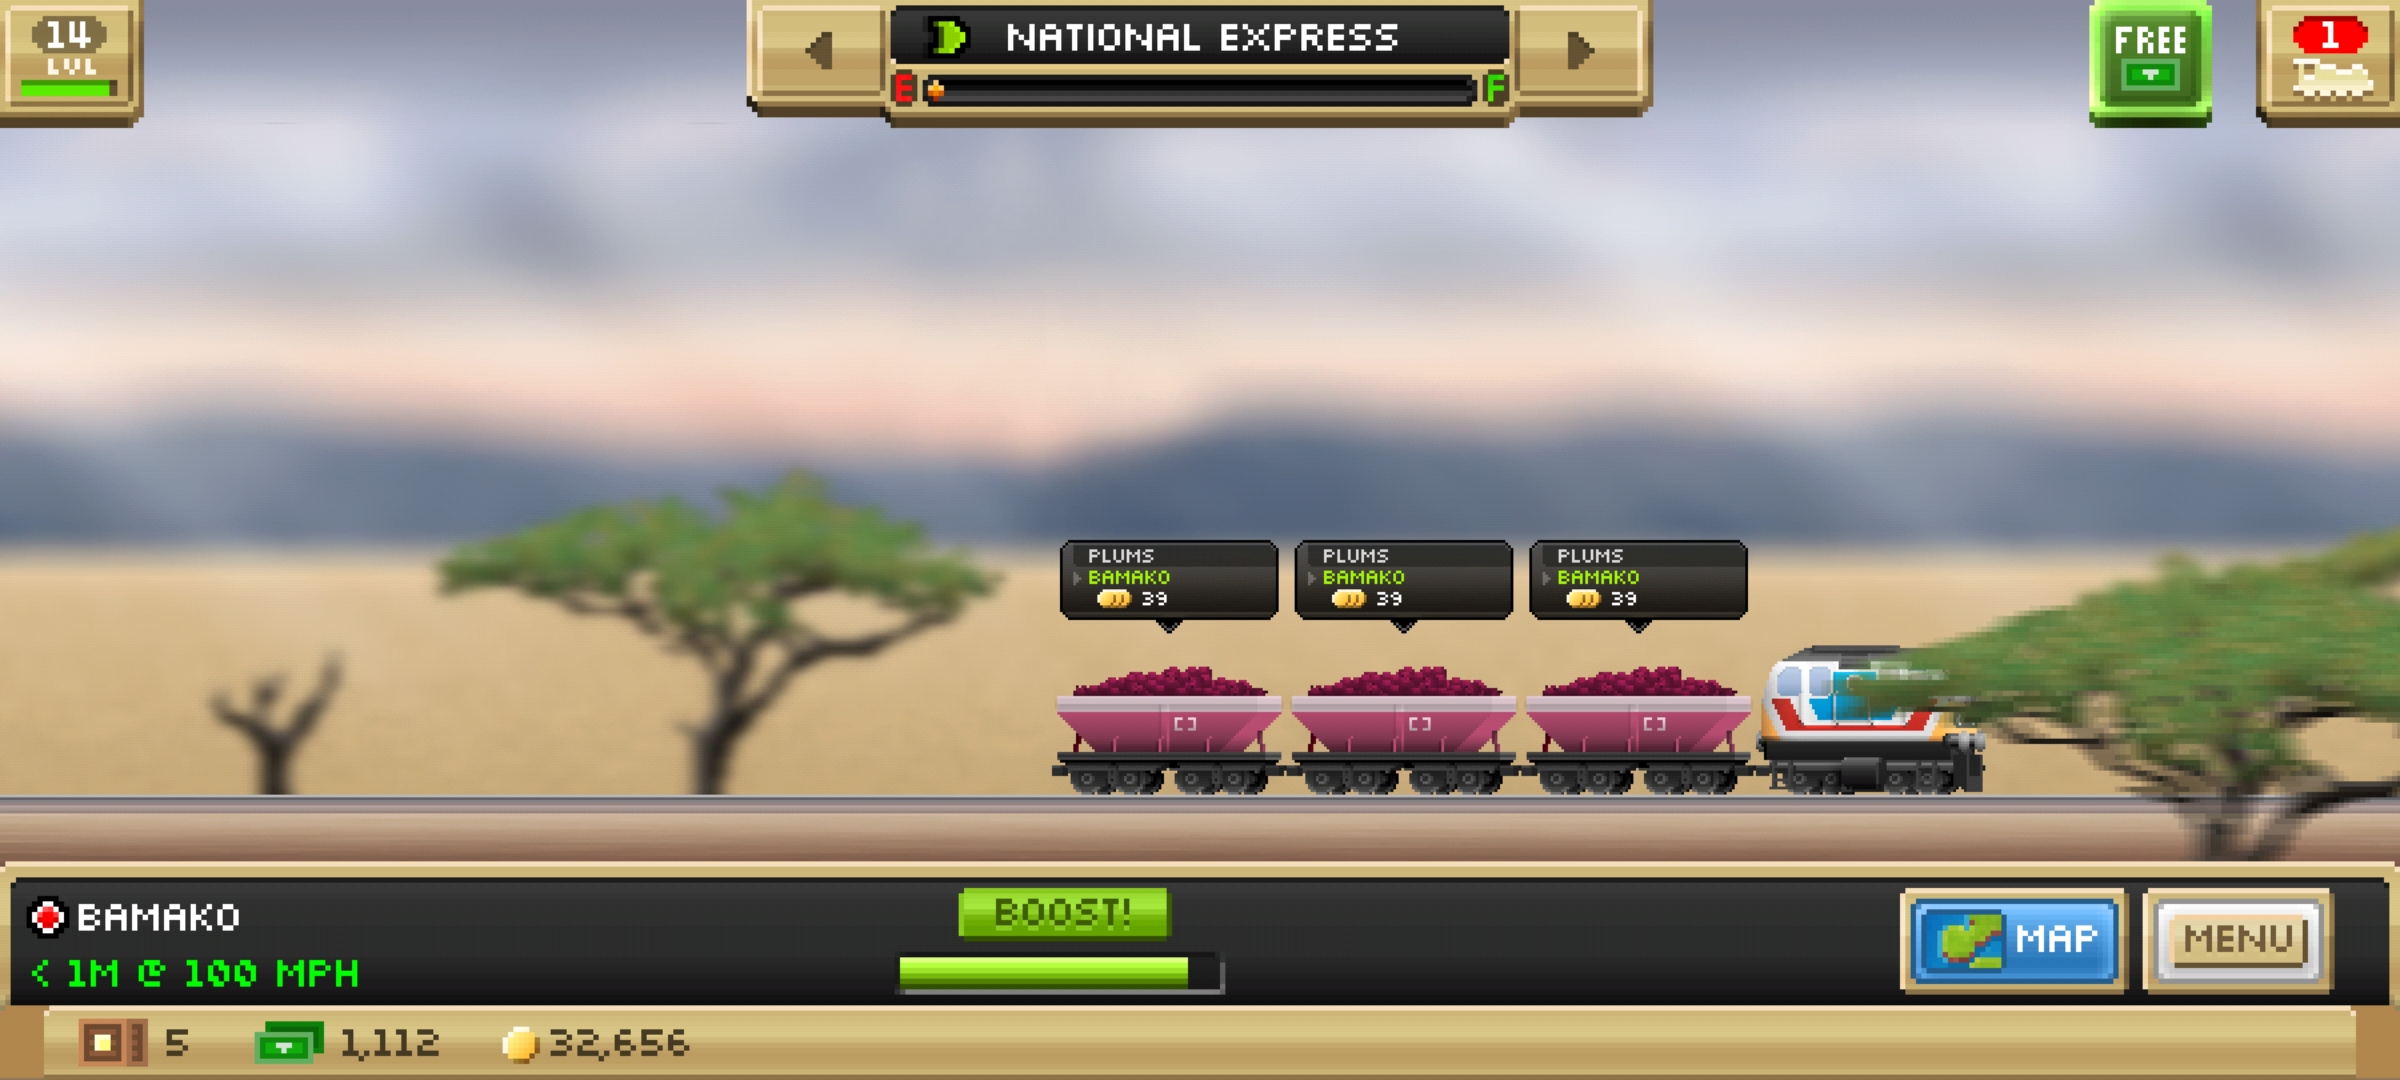 14
LVL
NATIONAL EXPRESS
E F
FREE
1
PLUMS
BAMAKO
39
PLUMS
BAMAKO
39
PLUMS
BAMAKO
39
BAMAKO
< 1M @ 100 MPH
BOOST!
MAP
MENU
5
1,112
32,656